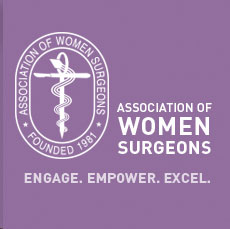 ASSOCIATION OF WOMEN SURGEONS
* FOUNDED 1981 *
ASSOCIATION OF
WOMEN
SURGEONS
ENGAGE. EMPOWER. EXCEL.